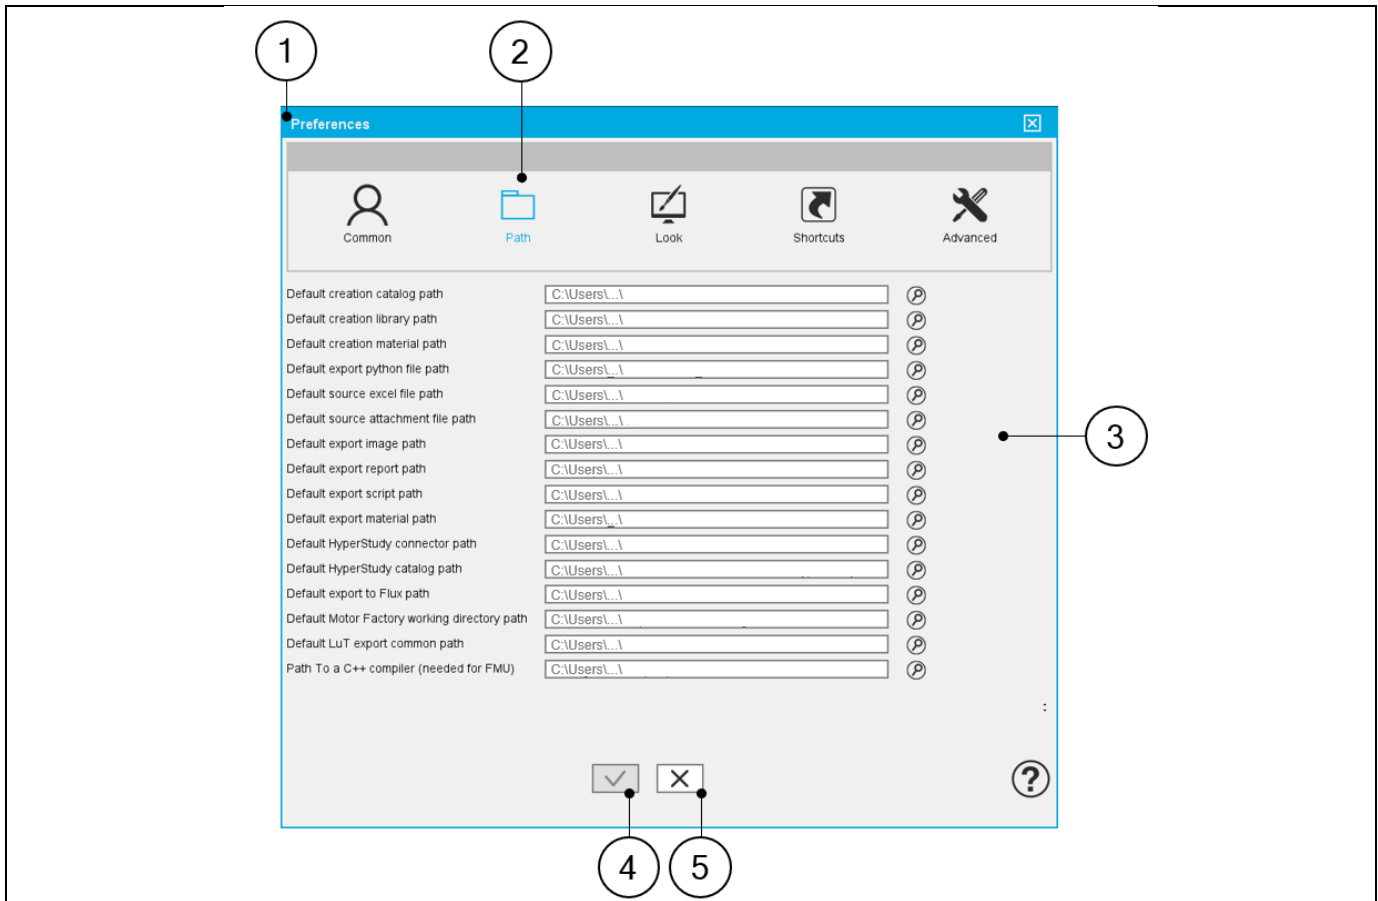 1 2
Preferences
Common Path Look Shortcuts Advanced
Default creation catalog path C:\Users\...\
Default creation library path C:\Users\...\
Default creation material path C:\Users\...\
Default export python file path C:\Users\...\
Default source excel file path C:\Users\...\
Default source attachment file path C:\Users\...\
3
Default export image path C:\Users\...\
Default export report path C:\Users\...\
Default export script path C:\Users\...\
Default export material path C:\Users\...\
Default HyperStudy connector path C:\Users\...\
Default HyperStudy catalog path C:\Users\...\
Default export to Flux path C:\Users\...\
Default Motor Factory working directory path C:\Users\...\
Default LuT export common path C:\Users\...\
Path To a C++ compiler (needed for FMU) C:\Users\...\
:
?
4 5